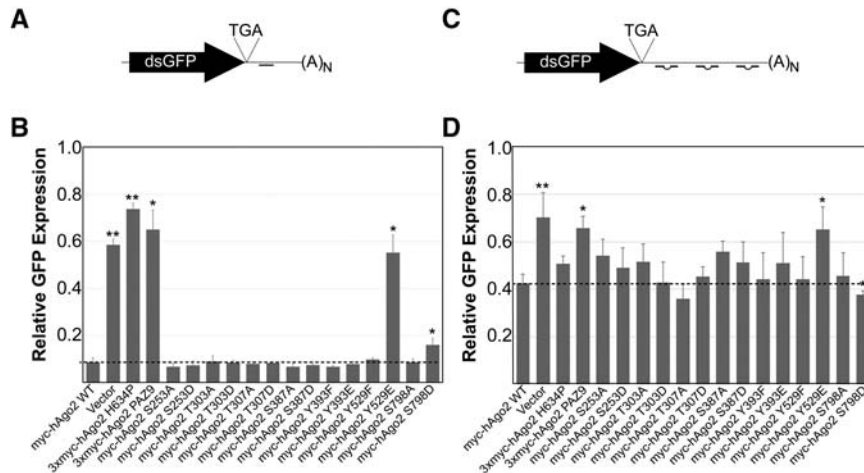 A
TGA
dsGFP
(A)N
C
TGA
dsGFP
(A)N
B
Relative GFP Expression
1.0
0.8
0.6
0.4
0.2
** ** * * *
myc-hAgo2 WT
Vector
3xmyc-hAgo2 H634P
3xmyc-hAgo2 PAZ9
myc-hAgo2 S253A
myc-hAgo2 S253D
myc-hAgo2 T303A
myc-hAgo2 T303D
myc-hAgo2 T307A
myc-hAgo2 T307D
myc-hAgo2 S387A
myc-hAgo2 S387D
myc-hAgo2 Y393F
myc-hAgo2 Y393E
myc-hAgo2 Y529F
myc-hAgo2 Y529E
myc-hAgo2 S798A
myc-hAgo2 S798D
D
Relative GFP Expression
1.0
0.8
0.6
0.4
0.2
** * * *
myc-hAgo2 WT
Vector
3xmyc-hAgo2 H634P
3xmyc-hAgo2 PAZ9
myc-hAgo2 S253A
myc-hAgo2 S253D
myc-hAgo2 T303A
myc-hAgo2 T303D
myc-hAgo2 T307A
myc-hAgo2 T307D
myc-hAgo2 S387A
myc-hAgo2 S387D
myc-hAgo2 Y393F
myc-hAgo2 Y393E
myc-hAgo2 Y529F
myc-hAgo2 Y529E
myc-hAgo2 S798A
myc-hAgo2 S798D